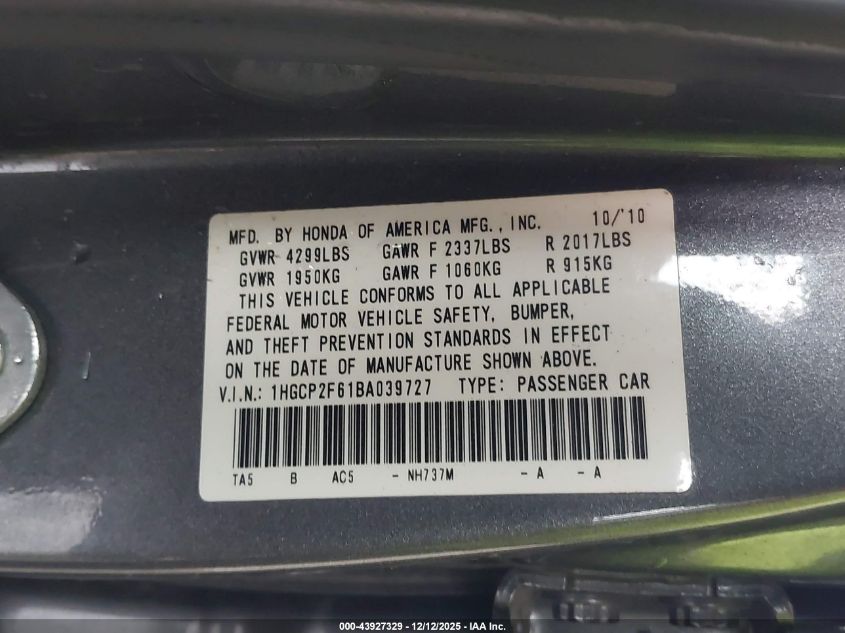 MFD. BY HONDA OF AMERICA MFG., INC. 10/'10
GVWR 4299LBS GAWR F 2337LBS R 2017LBS
GVWR 1950KG GAWR F 1060KG R 915KG
THIS VEHICLE CONFORMS TO ALL APPLICABLE
FEDERAL MOTOR VEHICLE SAFETY, BUMPER,
AND THEFT PREVENTION STANDARDS IN EFFECT
ON THE DATE OF MANUFACTURE SHOWN ABOVE.
V.I.N.: 1HGCP2F61BA039727 TYPE: PASSENGER CAR
TA5 B AC5 - NH737M - A - A
000-43927329 - 12/12/2025 - IAA Inc.